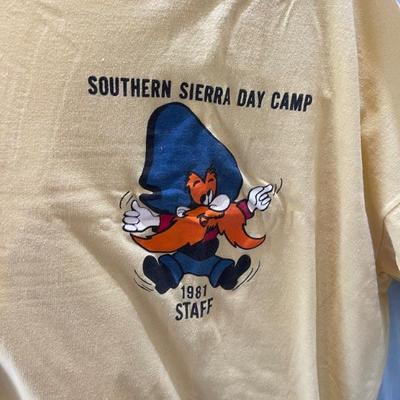 SOUTHERN SIERRA DAY CAMP
1981
STAFF